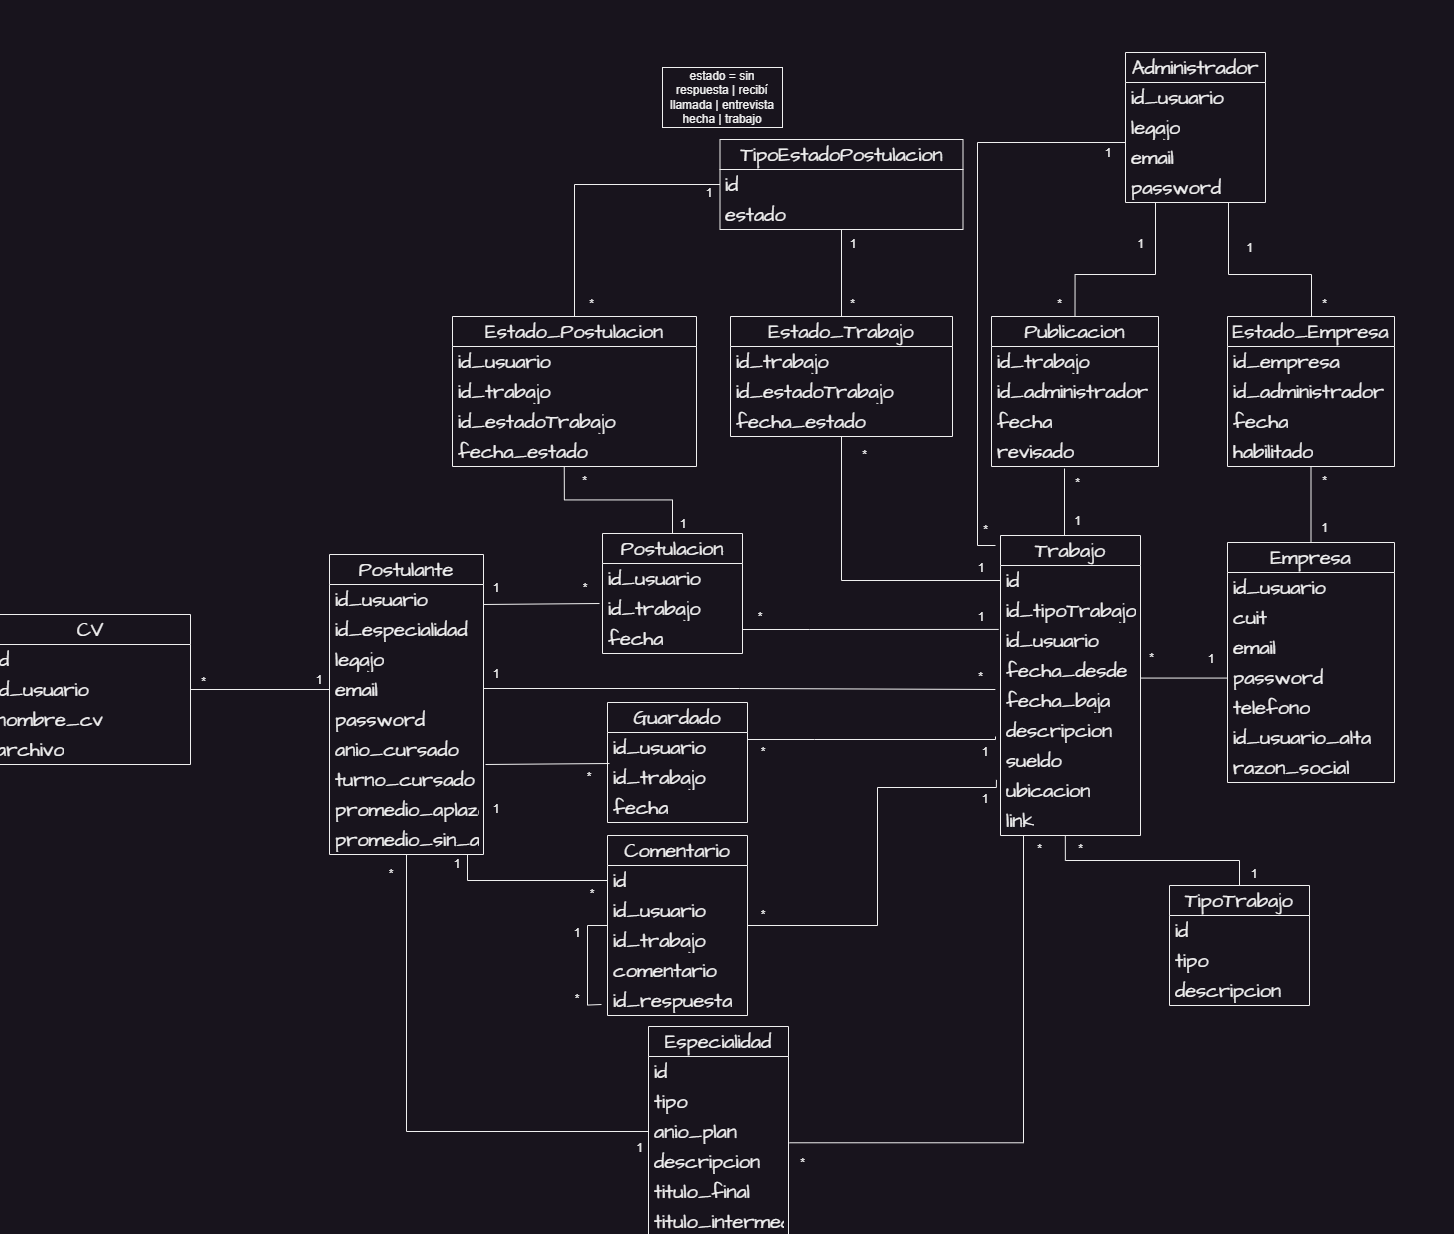 estado = sin
respuesta | recibí
llamada | entrevista
hecha | trabajo
Administrador
id_usuario
legajo
email
password
TipoEstadoPostulacion
id
estado
1
1
1
1
1
*
*
*
*
Estado_Postulacion
id_usuario
id_trabajo
id_estadoTrabajo
fecha_estado
Estado_Trabajo
id_trabajo
id_estadoTrabajo
fecha_estado
Publicacion
id_trabajo
id_administrador
fecha
revisado
Estado_Empresa
id_empresa
id_administrador
fecha
habilitado
*
*
*
*
1
*
1
1
1
Postulacion
id_usuario
id_trabajo
fecha
Trabajo
id
id_tipoTrabajo
id_usuario
fecha_desde
fecha_baja
descripcion
sueldo
ubicacion
link
Empresa
id_usuario
cuit
email
password
telefono
id_usuario_alta
razon_social
Postulante
id_usuario
id_especialidad
legajo
email
password
anio_cursado
turno_cursado
promedio_aplaz
promedio_sin_a
CV
d
d_usuario
nombre_cv
archivo
1
*
*
1
*
1
1
*
*
1
*
1
*
1
*
1
1
Guardado
id_usuario
id_trabajo
fecha
Comentario
id
id_usuario
id_trabajo
comentario
id_respuesta
*
1
*
*
1
*
*
*
1
TipoTrabajo
id
tipo
descripcion
Especialidad
id
tipo
anio_plan
descripcion
titulo_final
titulo_intermed
1
*